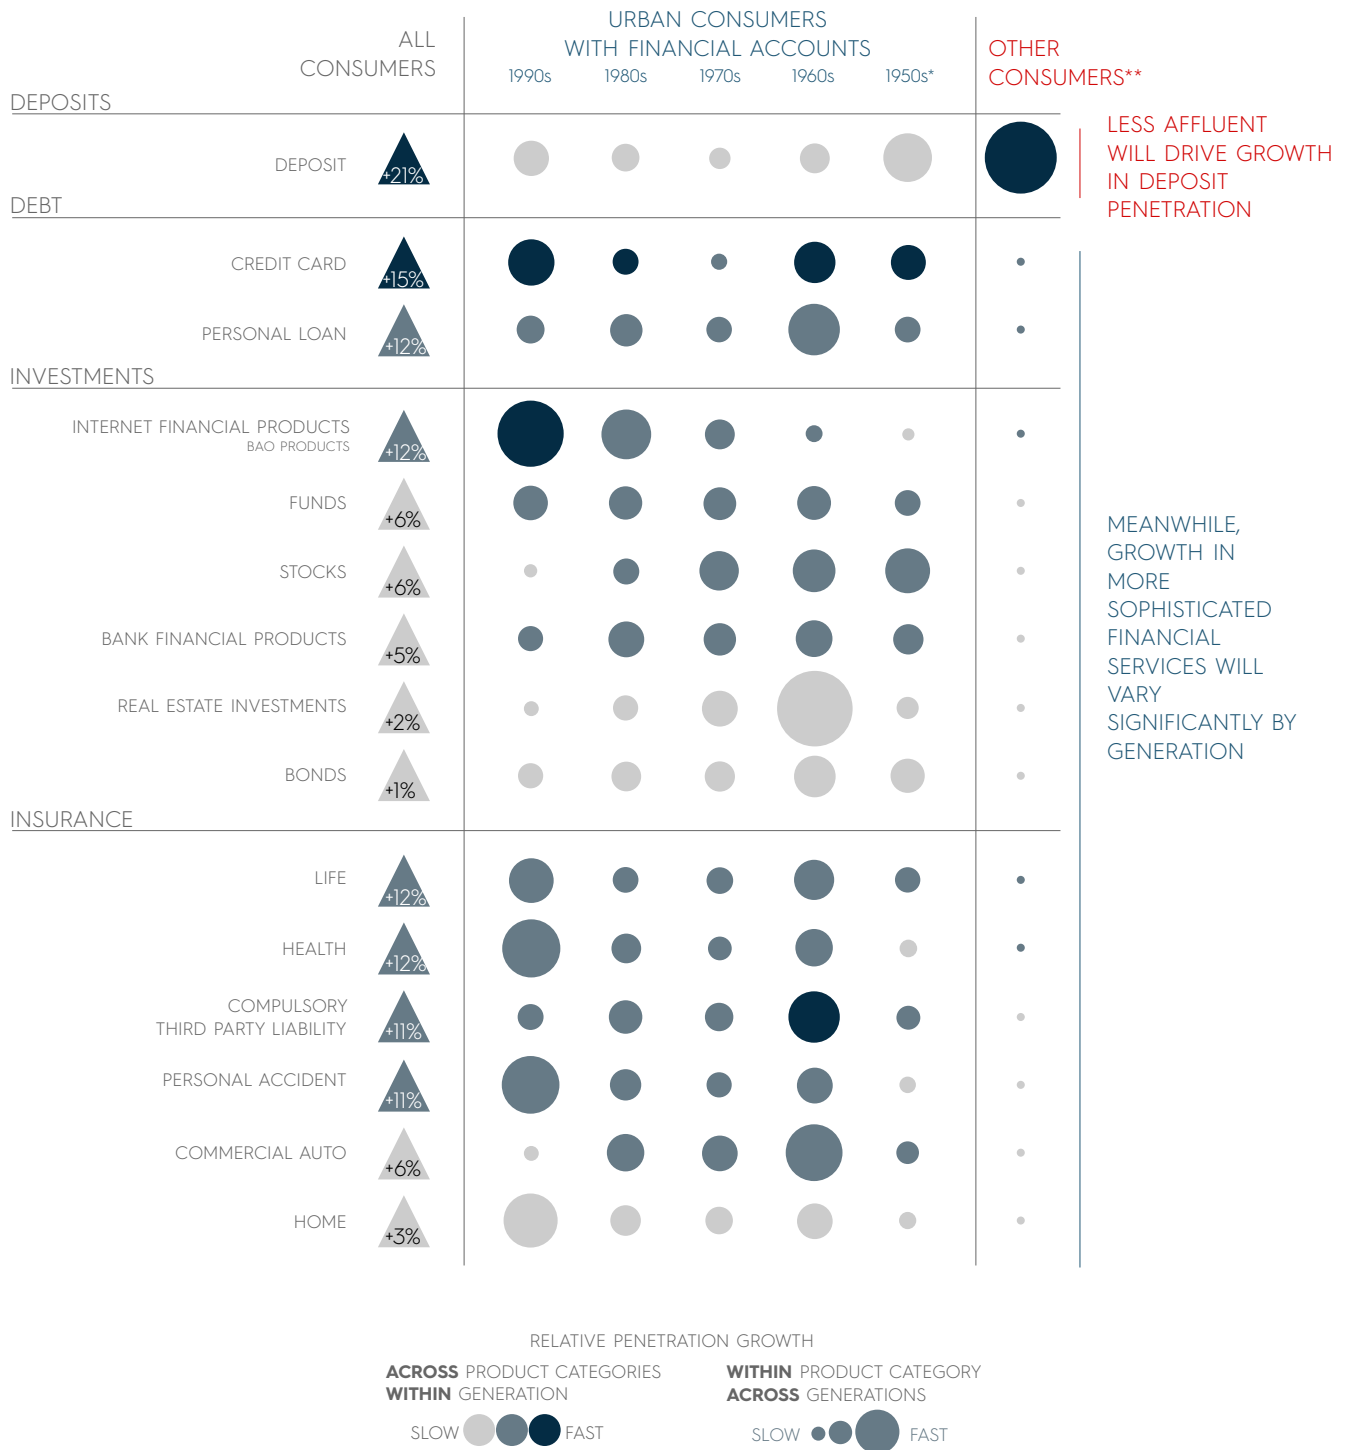 ALL
CONSUMERS
URBAN CONSUMERS
WITH FINANCIAL ACCOUNTS
1990s 1980s 1970s 1960s 1950s*
OTHER
CONSUMERS**
DEPOSITS
DEPOSIT +21%
LESS AFFLUENT
WILL DRIVE GROWTH
IN DEPOSIT
PENETRATION
DEBT
CREDIT CARD +15%
PERSONAL LOAN +12%
INVESTMENTS
INTERNET FINANCIAL PRODUCTS
BAO PRODUCTS +12%
FUNDS +6%
STOCKS +6%
BANK FINANCIAL PRODUCTS +5%
REAL ESTATE INVESTMENTS +2%
BONDS +1%
MEANWHILE,
GROWTH IN
MORE
SOPHISTICATED
FINANCIAL
SERVICES WILL
VARY
SIGNIFICANTLY BY
GENERATION
INSURANCE
LIFE +12%
HEALTH +12%
COMPULSORY
THIRD PARTY LIABILITY +11%
PERSONAL ACCIDENT +11%
COMMERCIAL AUTO +6%
HOME +3%
RELATIVE PENETRATION GROWTH
ACROSS PRODUCT CATEGORIES
WITHIN GENERATION
SLOW FAST
WITHIN PRODUCT CATEGORY
ACROSS GENERATIONS
SLOW FAST